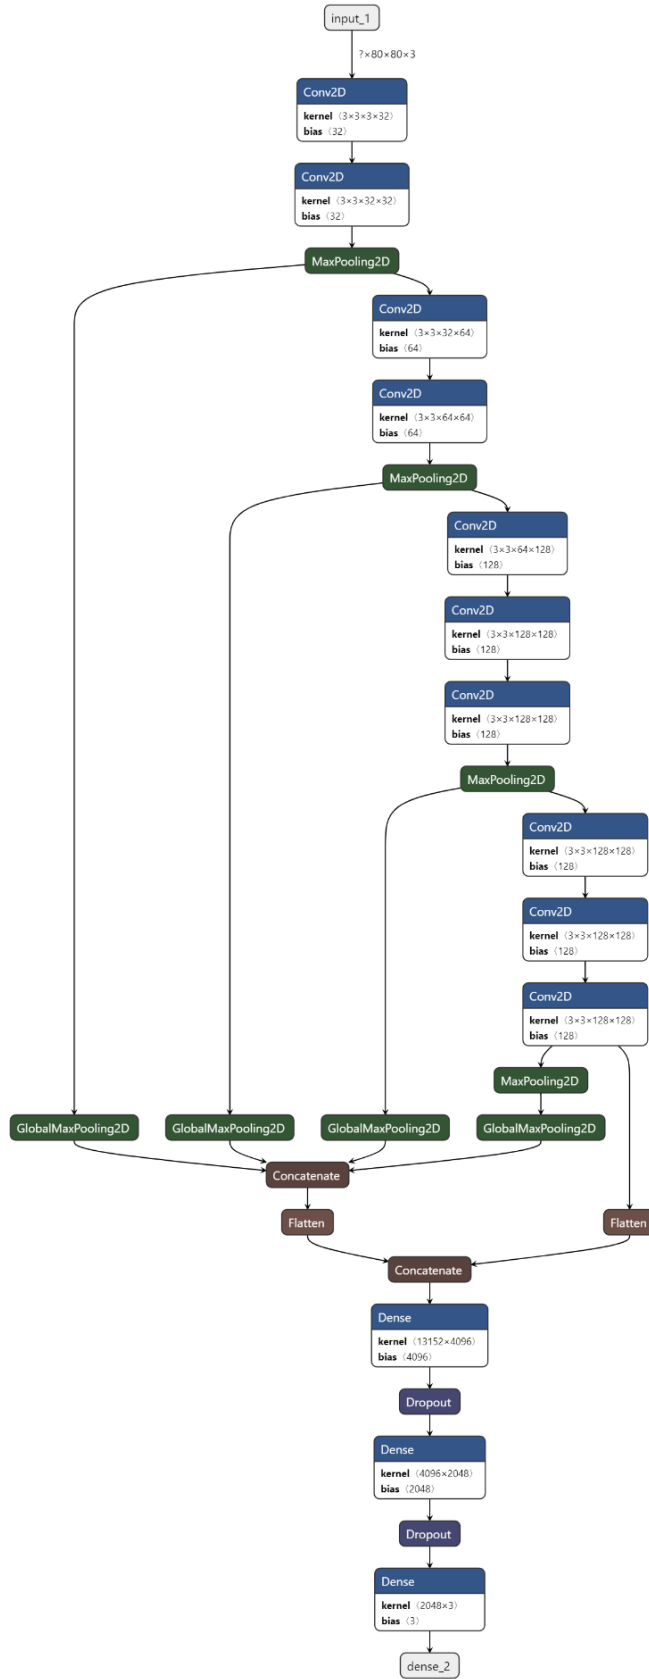 input_1
?×80×80×3
Conv2D
kernel ⟨3×3×3×32⟩
bias ⟨32⟩
Conv2D
kernel ⟨3×3×32×32⟩
bias ⟨32⟩
MaxPooling2D
Conv2D
kernel ⟨3×3×32×64⟩
bias ⟨64⟩
Conv2D
kernel ⟨3×3×64×64⟩
bias ⟨64⟩
MaxPooling2D
Conv2D
kernel ⟨3×3×64×128⟩
bias ⟨128⟩
Conv2D
kernel ⟨3×3×128×128⟩
bias ⟨128⟩
Conv2D
kernel ⟨3×3×128×128⟩
bias ⟨128⟩
MaxPooling2D
Conv2D
kernel ⟨3×3×128×128⟩
bias ⟨128⟩
Conv2D
kernel ⟨3×3×128×128⟩
bias ⟨128⟩
Conv2D
kernel ⟨3×3×128×128⟩
bias ⟨128⟩
MaxPooling2D
GlobalMaxPooling2D GlobalMaxPooling2D GlobalMaxPooling2D GlobalMaxPooling2D
Concatenate
Flatten Flatten
Concatenate
Dense
kernel ⟨13152×4096⟩
bias ⟨4096⟩
Dropout
Dense
kernel ⟨4096×2048⟩
bias ⟨2048⟩
Dropout
Dense
kernel ⟨2048×3⟩
bias ⟨3⟩
dense_2